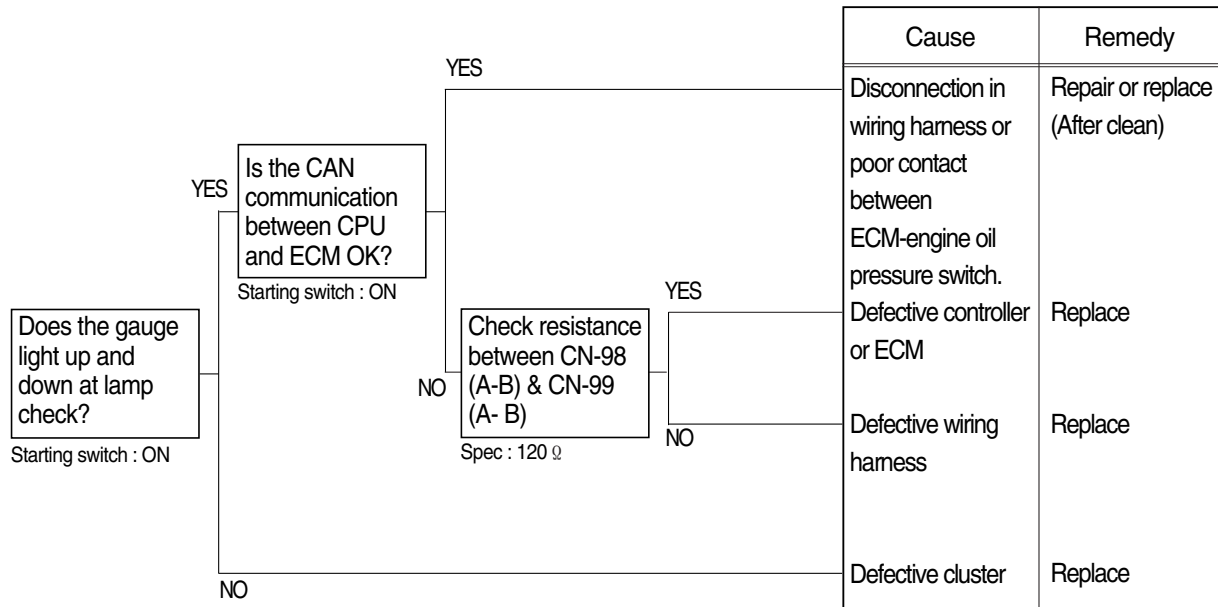 Cause
Remedy
YES
Disconnection in
wiring harness or
poor contact
between
ECM-engine oil
pressure switch.
Repair or replace
(After clean)
YES
Is the CAN
communication
between CPU
and ECM OK?
Starting switch : ON
YES
Does the gauge
light up and
down at lamp
check?
Starting switch : ON
NO
Check resistance
between CN-98
(A-B) & CN-99
(A- B)
Spec : 120 Ω
Defective controller
or ECM
Replace
NO
Defective wiring
harness
Replace
NO
Defective cluster
Replace